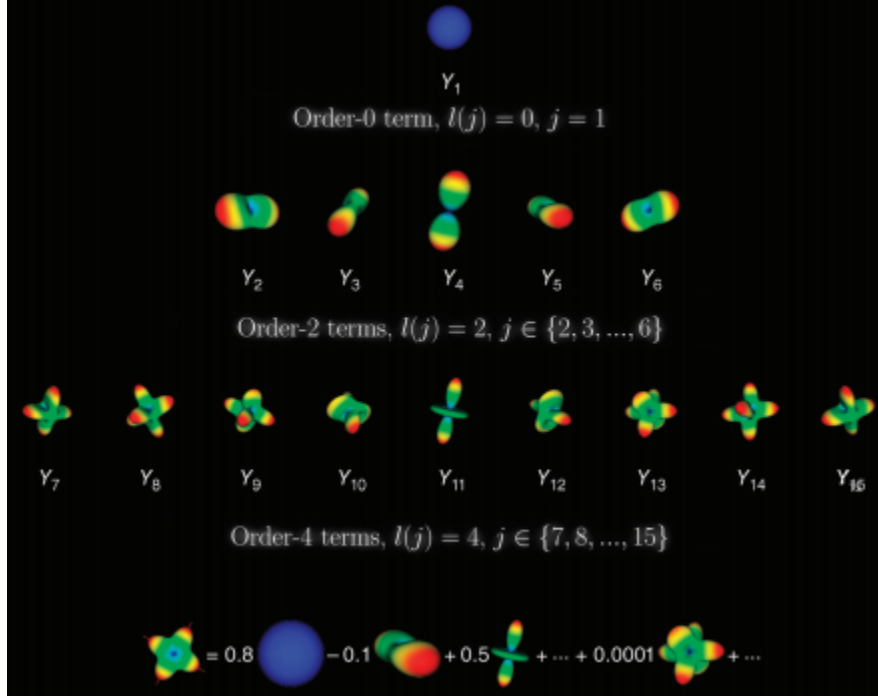 Y₁
Order-0 term, l(j) = 0, j = 1
Y₂ Y₃ Y₄ Y₅ Y₆
Order-2 terms, l(j) = 2, j ∈ {2, 3, ..., 6}
Y₇ Y₈ Y₉ Y₁₀ Y₁₁ Y₁₂ Y₁₃ Y₁₄
Order-4 terms, l(j) = 4, j ∈ {7, 8, ..., 15}
= 0.8 − 0.1 + 0.5 + ··· + 0.0001 + ···